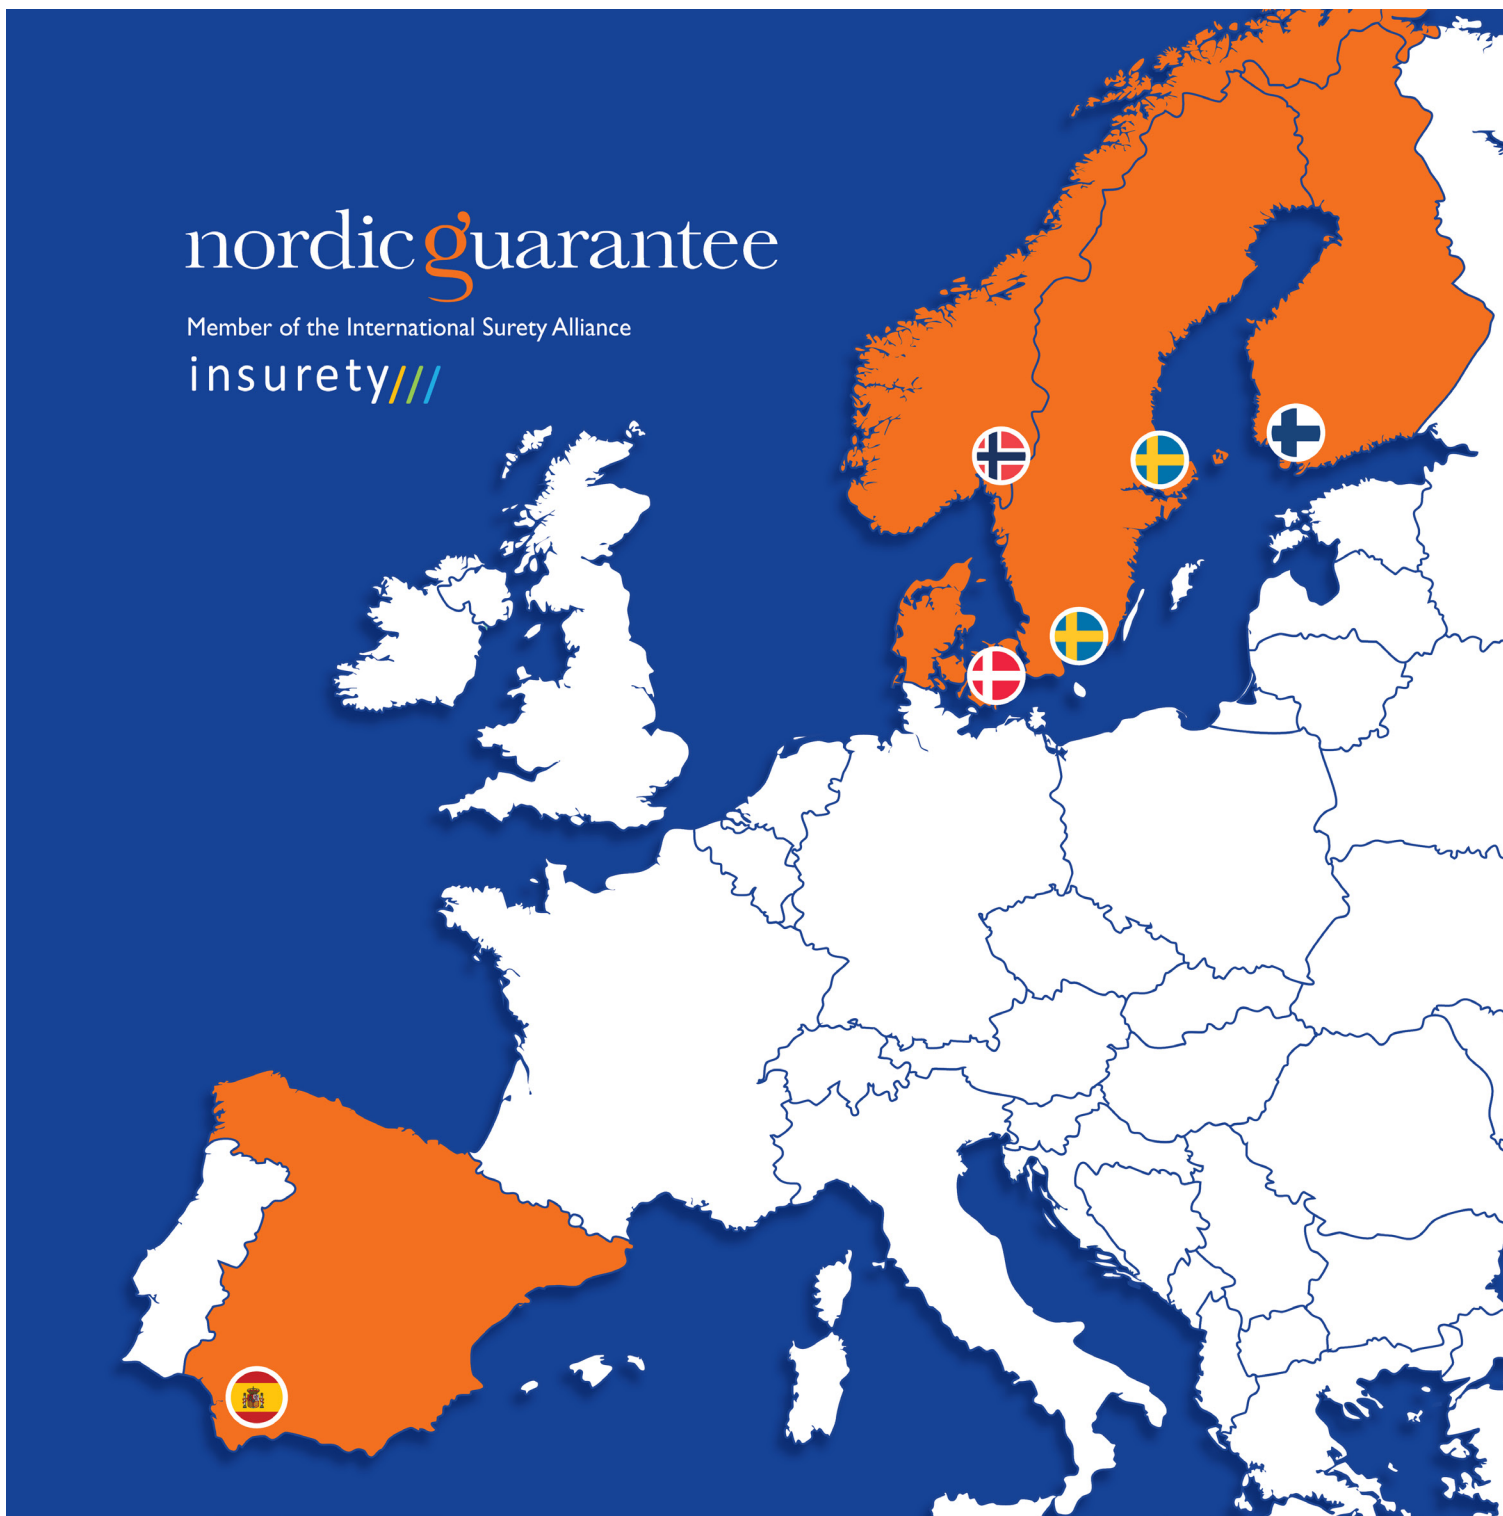 nordicguarantee
Member of the International Surety Alliance
insurety///